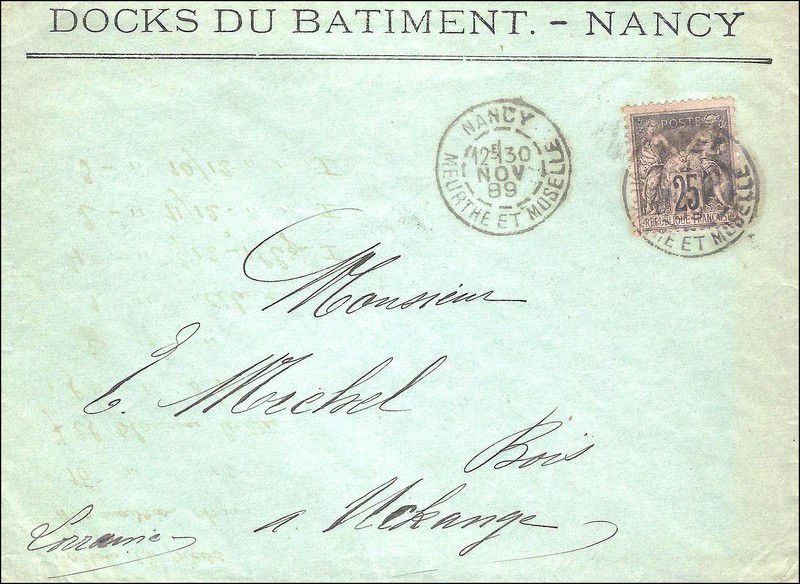 DOCKS DU BATIMENT. - NANCY
NANCY
12E 30
NOV
89
MEURTHE ET MOSELLE
POSTE
25
REPUBLIQUE FRANCAISE
E ET MOSELLE
Monsieur
E. Michel
Bois
a Uckange
Lorraine